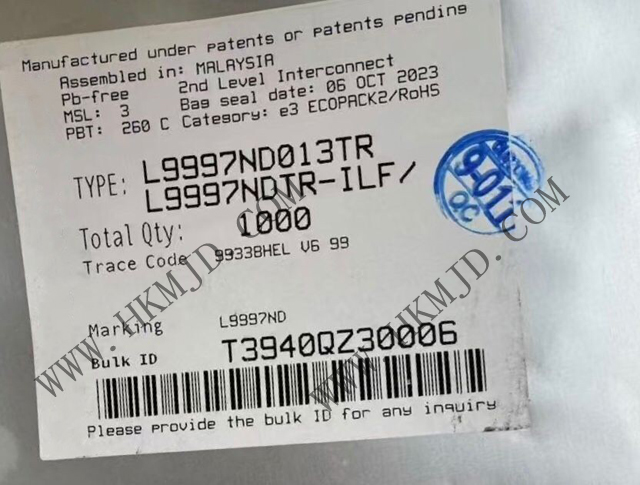 Manufactured under patents or patents pending
Assembled in: MALAYSIA
Pb-free 2nd Level Interconnect
MSL: 3 Bag seal date: 06 OCT 2023
PBT: 260 C Category: e3 ECOPACK2/RoHS
TYPE: L9997ND013TR
L9997NDTR-ILF/
Total Qty: 1000
Trace Code 99338HEL V6 99
Marking L9997ND
Bulk ID T3940QZ30006
Please provide the bulk ID for any inquiry
QC
WWW.HKMJD.COM
WWW.HKMJD.COM